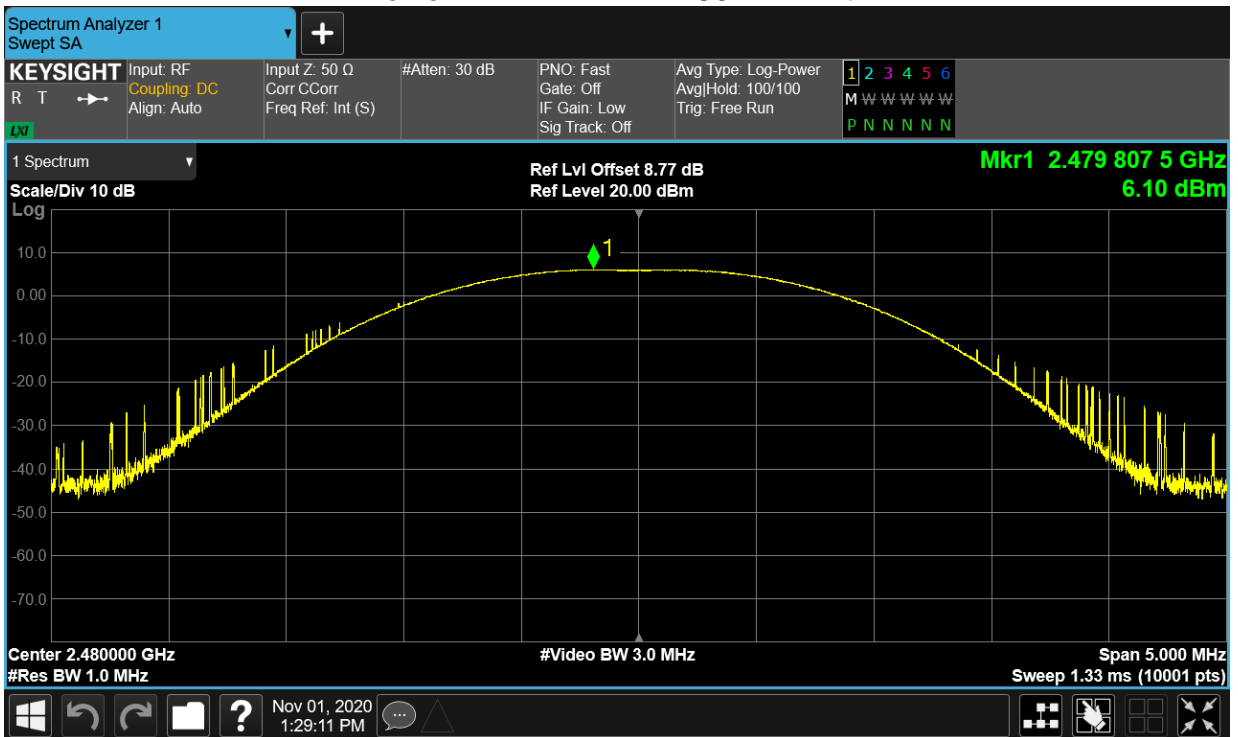 Spectrum Analyzer 1
Swept SA
KEYSIGHT
R T
LXI
Input: RF
Coupling: DC
Align: Auto
Input Z: 50 Ω
Corr CCorr
Freq Ref: Int (S)
#Atten: 30 dB
PNO: Fast
Gate: Off
IF Gain: Low
Sig Track: Off
Avg Type: Log-Power
Avg|Hold: 100/100
Trig: Free Run
1 2 3 4 5 6
M W W W W W
P N N N N N
1 Spectrum
Scale/Div 10 dB
Log
Ref Lvl Offset 8.77 dB
Ref Level 20.00 dBm
Mkr1 2.479 807 5 GHz
6.10 dBm
1
10.0
0.00
-10.0
-20.0
-30.0
-40.0
-50.0
-60.0
-70.0
Center 2.480000 GHz
#Res BW 1.0 MHz
#Video BW 3.0 MHz
Span 5.000 MHz
Sweep 1.33 ms (10001 pts)
?
Nov 01, 2020
1:29:11 PM